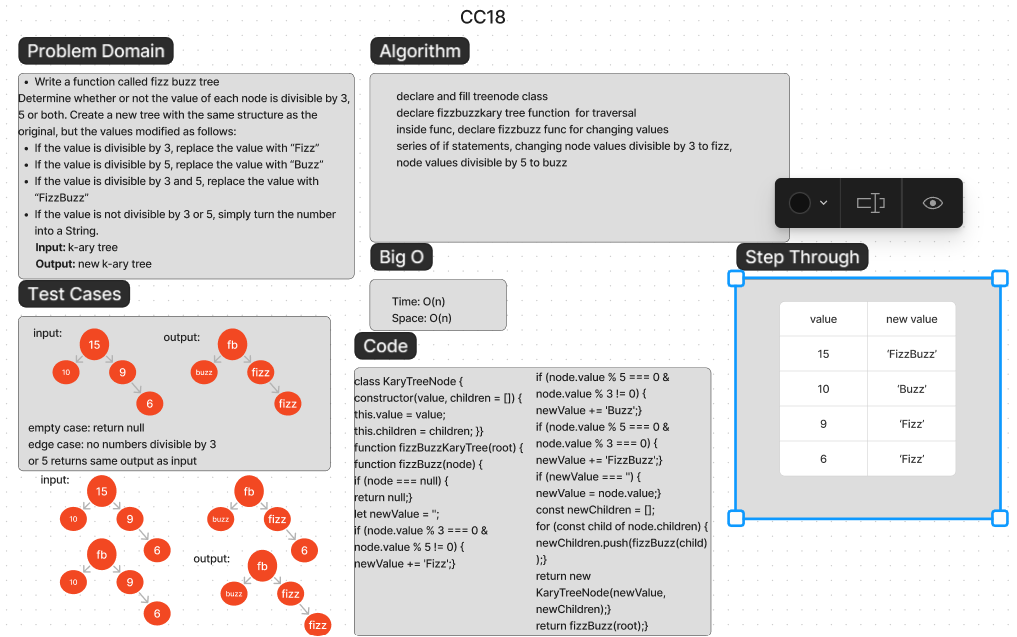 CC18
Problem Domain
• Write a function called fizz buzz tree
Determine whether or not the value of each node is divisible by 3,
5 or both. Create a new tree with the same structure as the
original, but the values modified as follows:
• If the value is divisible by 3, replace the value with “Fizz”
• If the value is divisible by 5, replace the value with “Buzz”
• If the value is divisible by 3 and 5, replace the value with
“FizzBuzz”
• If the value is not divisible by 3 or 5, simply turn the number
into a String.
Input: k-ary tree
Output: new k-ary tree
Test Cases
input:
15
10
9
6
output:
fb
buzz
fizz
fizz
empty case: return null
edge case: no numbers divisible by 3
or 5 returns same output as input
input:
15
10
9
6
fb
10
9
6
fb
buzz
fizz
6
output:
fb
buzz
fizz
fizz
Algorithm
declare and fill treenode class
declare fizzbuzzkary tree function for traversal
inside func, declare fizzbuzz func for changing values
series of if statements, changing node values divisible by 3 to fizz,
node values divisible by 5 to buzz
Big O
Time: O(n)
Space: O(n)
Code
class KaryTreeNode {
constructor(value, children = []) {
this.value = value;
this.children = children; }}
function fizzBuzzKaryTree(root) {
function fizzBuzz(node) {
if (node === null) {
return null;}
let newValue = '';
if (node.value % 3 === 0 &
node.value % 5 != 0) {
newValue += 'Fizz';}
if (node.value % 5 === 0 &
node.value % 3 != 0) {
newValue += 'Buzz';}
if (node.value % 5 === 0 &
node.value % 3 === 0) {
newValue += 'FizzBuzz';}
if (newValue === '') {
newValue = node.value;}
const newChildren = [];
for (const child of node.children) {
newChildren.push(fizzBuzz(child)
);}
return new
KaryTreeNode(newValue,
newChildren);}
return fizzBuzz(root);}
Step Through
value new value
15 'FizzBuzz'
10 'Buzz'
9 'Fizz'
6 'Fizz'